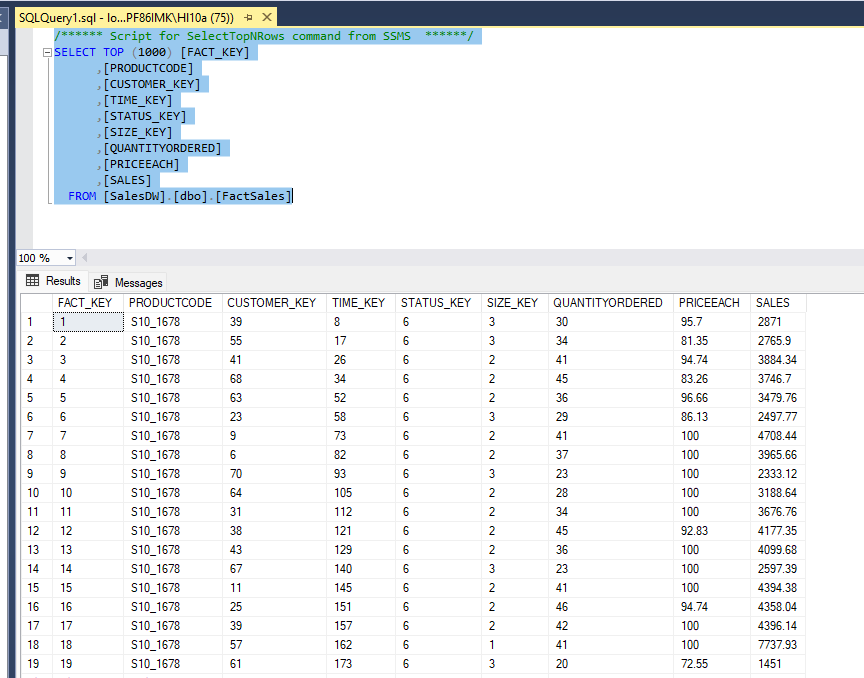 SQLQuery1.sql - lo...PF86IMK\HI10a (75))
/****** Script for SelectTopNRows command from SSMS  ******/
SELECT TOP (1000) [FACT_KEY]
,[PRODUCTCODE]
,[CUSTOMER_KEY]
,[TIME_KEY]
,[STATUS_KEY]
,[SIZE_KEY]
,[QUANTITYORDERED]
,[PRICEEACH]
,[SALES]
FROM [SalesDW].[dbo].[FactSales]
100 %
Results Messages
FACT_KEY PRODUCTCODE CUSTOMER_KEY TIME_KEY STATUS_KEY SIZE_KEY QUANTITYORDERED PRICEEACH SALES
1 1 S10_1678 39 8 6 3 30 95.7 2871
2 2 S10_1678 55 17 6 3 34 81.35 2765.9
3 3 S10_1678 41 26 6 2 41 94.74 3884.34
4 4 S10_1678 68 34 6 2 45 83.26 3746.7
5 5 S10_1678 63 52 6 2 36 96.66 3479.76
6 6 S10_1678 23 58 6 3 29 86.13 2497.77
7 7 S10_1678 9 73 6 2 41 100 4708.44
8 8 S10_1678 6 82 6 2 37 100 3965.66
9 9 S10_1678 70 93 6 3 23 100 2333.12
10 10 S10_1678 64 105 6 2 28 100 3188.64
11 11 S10_1678 31 112 6 2 34 100 3676.76
12 12 S10_1678 38 121 6 2 45 92.83 4177.35
13 13 S10_1678 43 129 6 2 36 100 4099.68
14 14 S10_1678 67 140 6 3 23 100 2597.39
15 15 S10_1678 11 145 6 2 41 100 4394.38
16 16 S10_1678 25 151 6 2 46 94.74 4358.04
17 17 S10_1678 39 157 6 2 42 100 4396.14
18 18 S10_1678 57 162 6 1 41 100 7737.93
19 19 S10_1678 61 173 6 3 20 72.55 1451